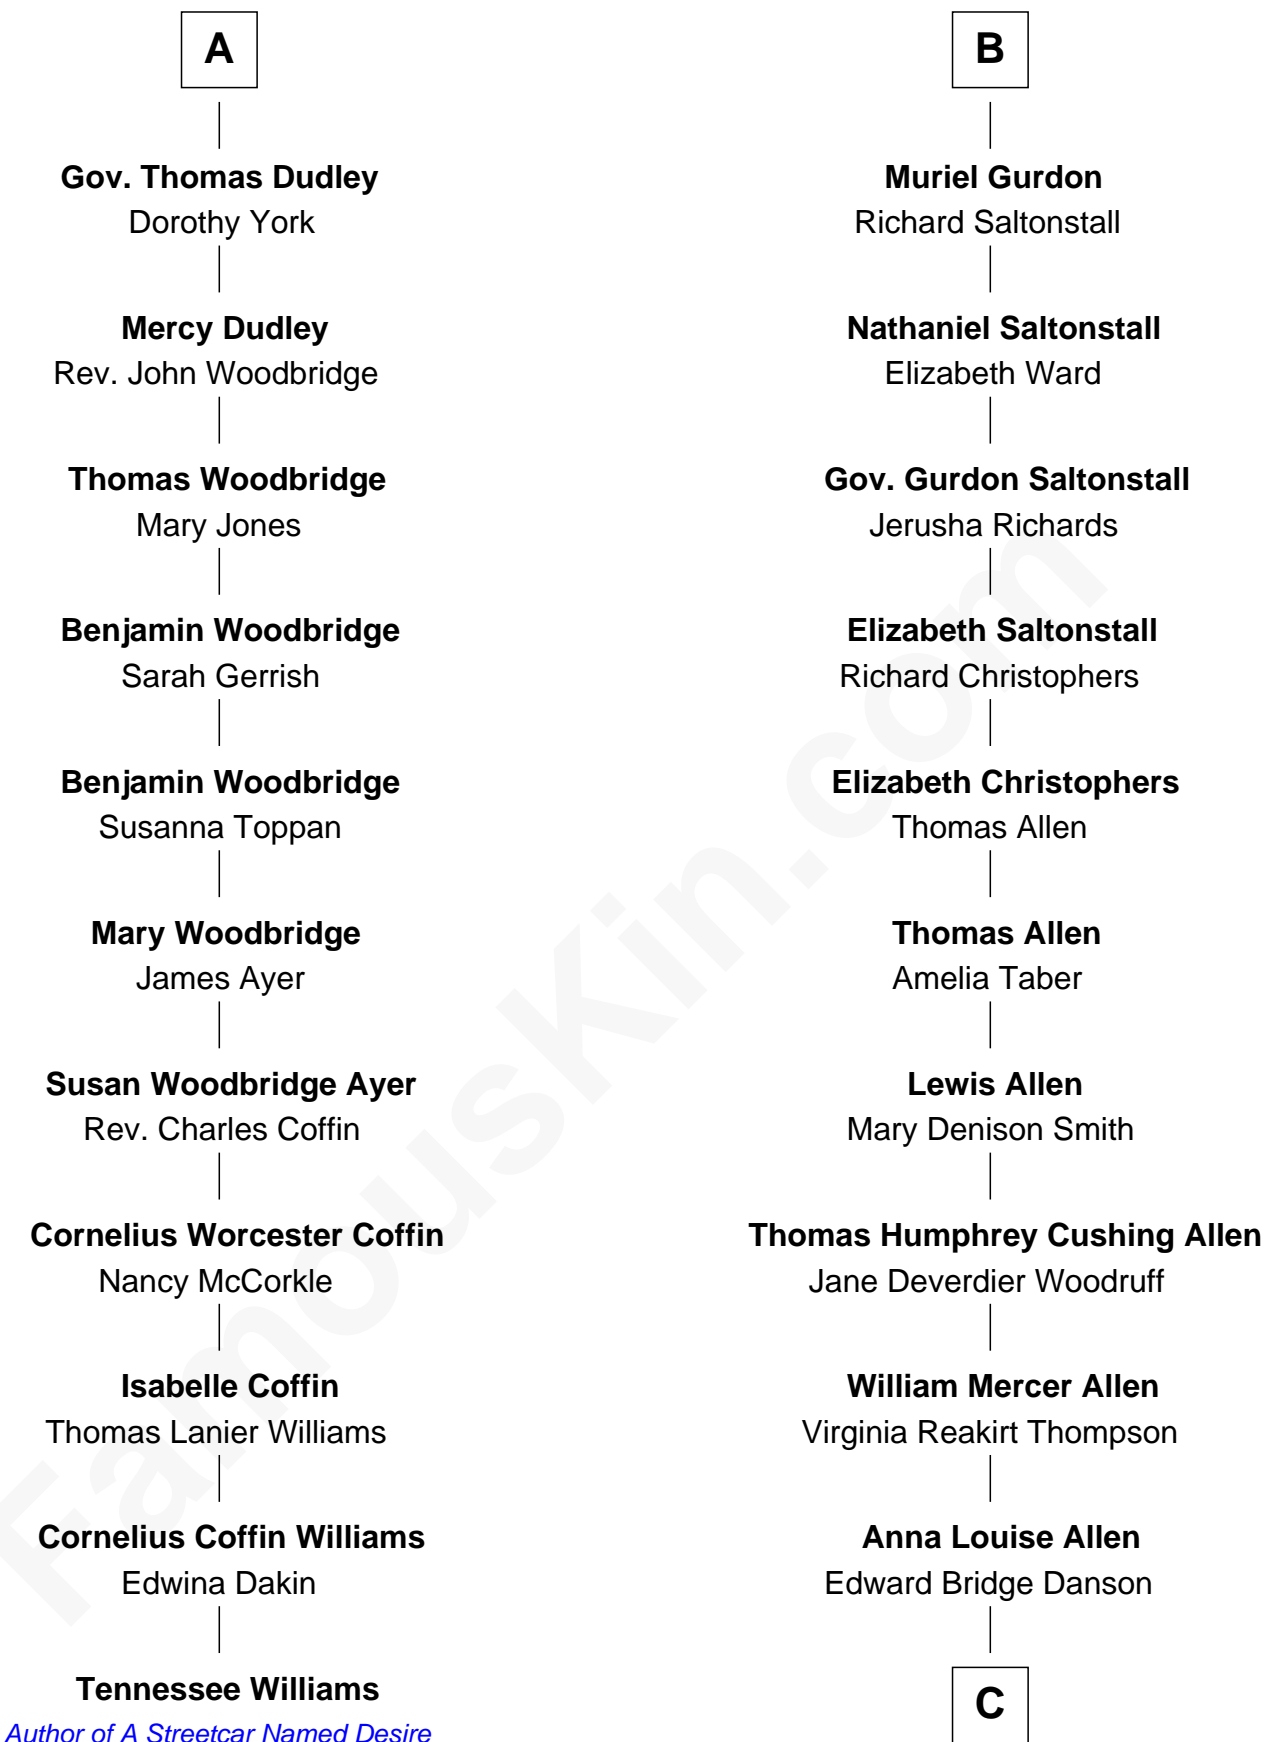 A
Gov. Thomas Dudley
Dorothy York
Mercy Dudley
Rev. John Woodbridge
Thomas Woodbridge
Mary Jones
Benjamin Woodbridge
Sarah Gerrish
Benjamin Woodbridge
Susanna Toppan
Mary Woodbridge
James Ayer
Susan Woodbridge Ayer
Rev. Charles Coffin
Cornelius Worcester Coffin
Nancy McCorkle
Isabelle Coffin
Thomas Lanier Williams
Cornelius Coffin Williams
Edwina Dakin
Tennessee Williams
Author of A Streetcar Named Desire
B
Muriel Gurdon
Richard Saltonstall
Nathaniel Saltonstall
Elizabeth Ward
Gov. Gurdon Saltonstall
Jerusha Richards
Elizabeth Saltonstall
Richard Christophers
Elizabeth Christophers
Thomas Allen
Thomas Allen
Amelia Taber
Lewis Allen
Mary Denison Smith
Thomas Humphrey Cushing Allen
Jane Deverdier Woodruff
William Mercer Allen
Virginia Reakirt Thompson
Anna Louise Allen
Edward Bridge Danson
C
FamousKin.com